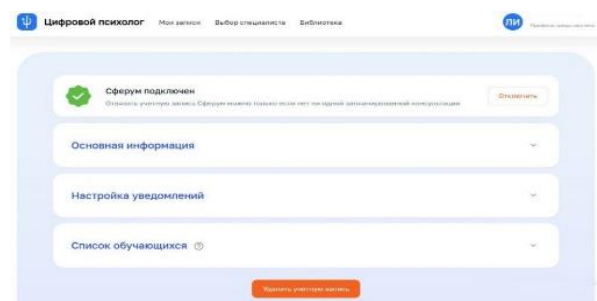 Цифровой психолог Мои записи Выбор специалиста Библиотека ЛИ
Сферум подключен
Отвязать учетную запись Сферум можно только если нет ни одной запланированной консультации
Отключить
Основная информация
Настройка уведомлений
Список обучающихся
Удалить учетную запись